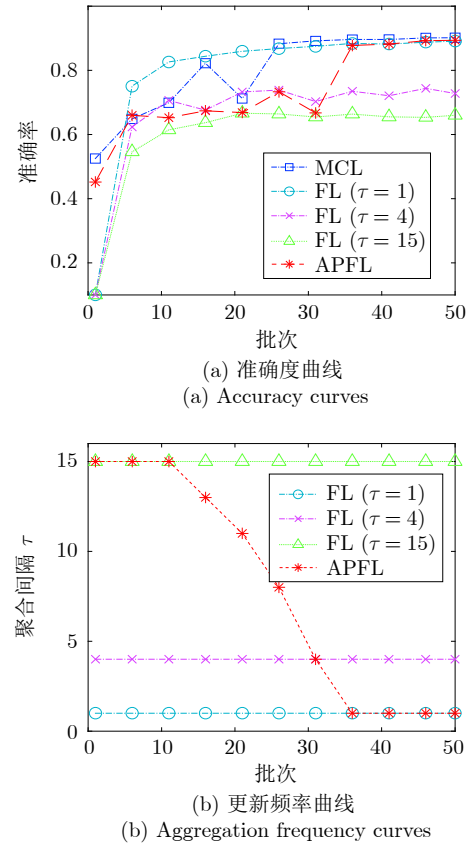 0.9
0.8
0.6
0.4
0.2
准确率
MCL
FL (τ = 1)
FL (τ = 4)
FL (τ = 15)
APFL
0 10 20 30 40 50
批次
(a) 准确度曲线
(a) Accuracy curves
15
10
5
0
聚合间隔 τ
FL (τ = 1)
FL (τ = 4)
FL (τ = 15)
APFL
0 10 20 30 40 50
批次
(b) 更新频率曲线
(b) Aggregation frequency curves